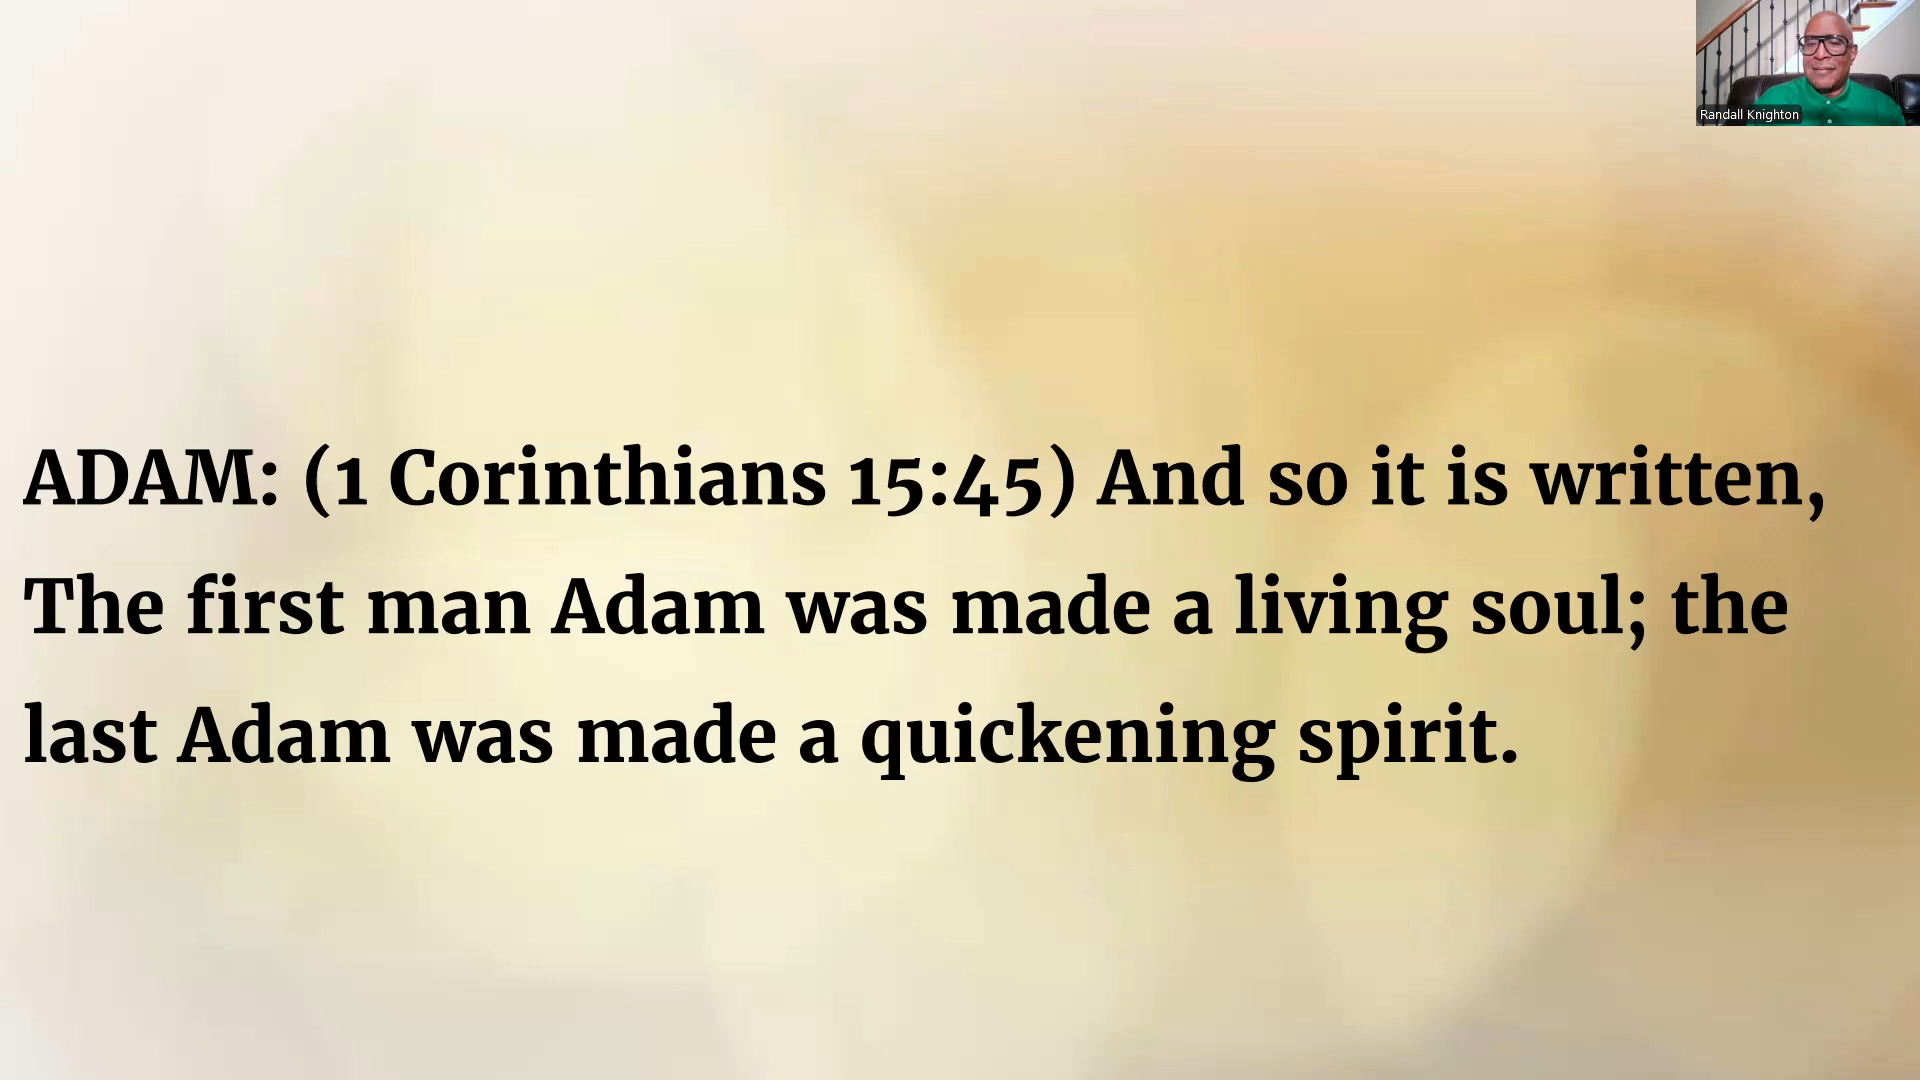 Randall Knighton
ADAM: (1 Corinthians 15:45) And so it is written,
The first man Adam was made a living soul; the
last Adam was made a quickening spirit.